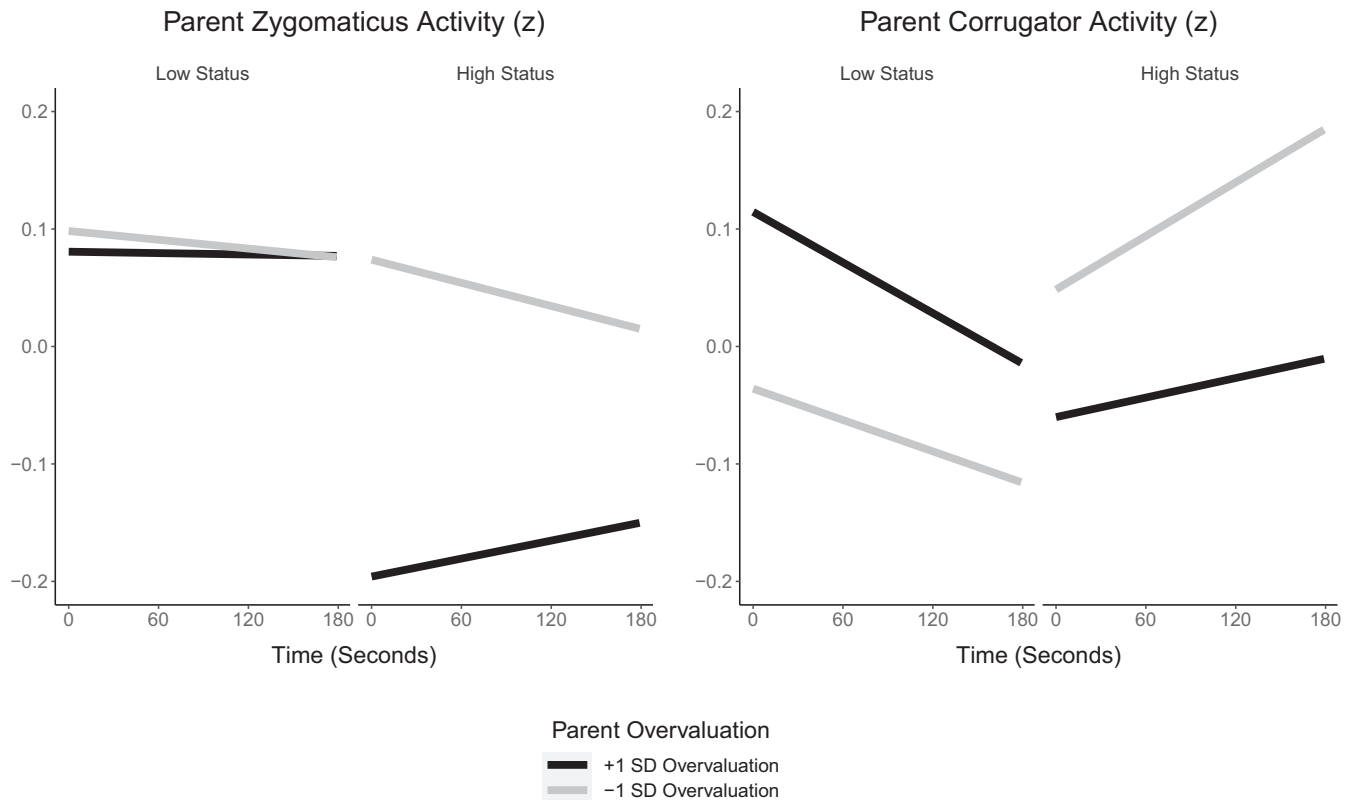 Parent Zygomaticus Activity (z)
Low Status
High Status
0.2
0.1
0.0
−0.1
−0.2
0 60 120 180 0 60 120 180
Time (Seconds)
Parent Corrugator Activity (z)
Low Status
High Status
0.2
0.1
0.0
−0.1
−0.2
0 60 120 180 0 60 120 180
Time (Seconds)
Parent Overvaluation
+1 SD Overvaluation
−1 SD Overvaluation